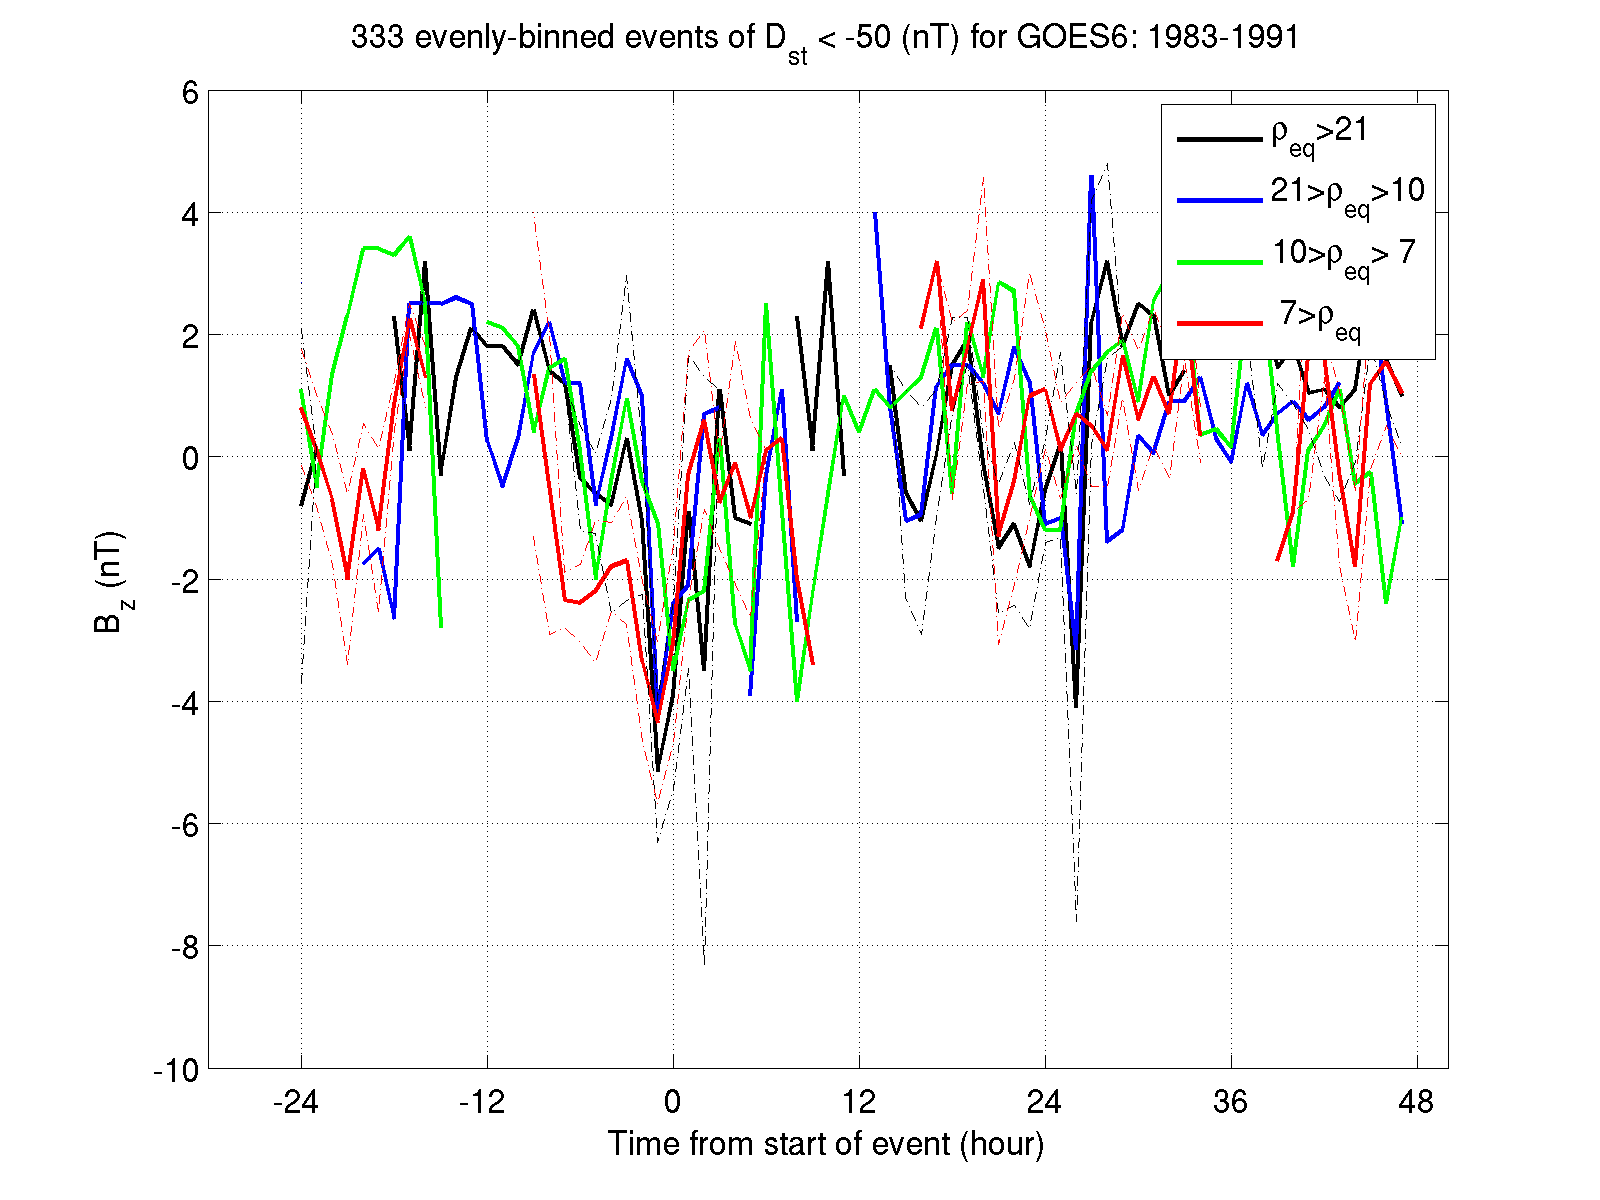 333 evenly-binned events of D_st < -50 (nT) for GOES6: 1983-1991
6
4
2
0
-2
-4
-6
-8
-10
B_z (nT)
ρ_eq>21
21>ρ_eq>10
10>ρ_eq> 7
7>ρ_eq
-24 -12 0 12 24 36 48
Time from start of event (hour)